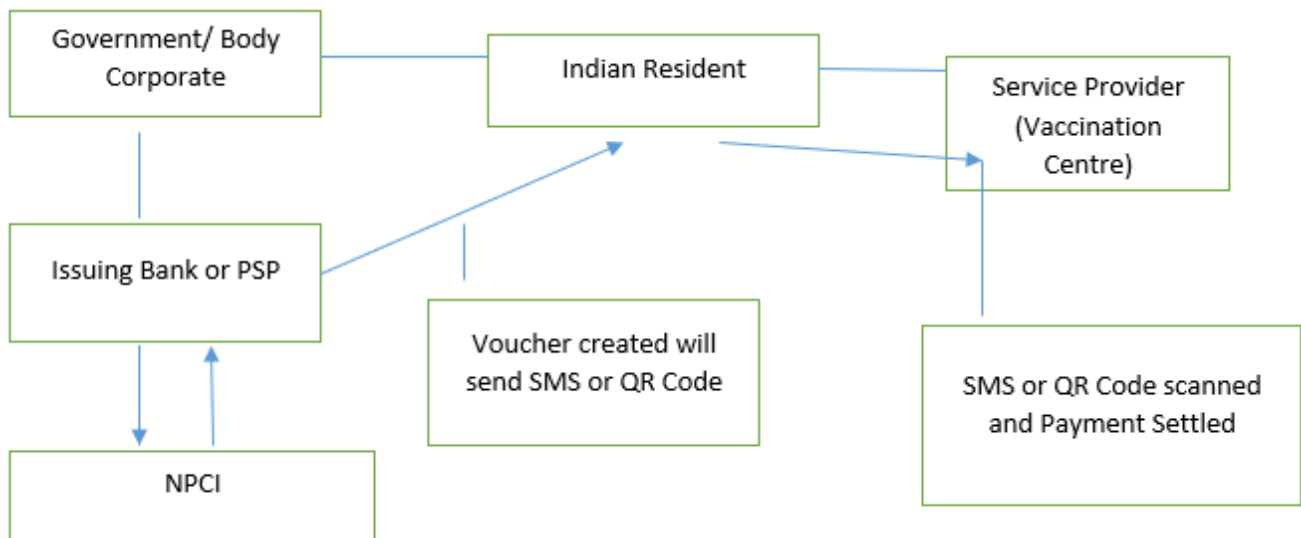 Government/ Body
Corporate
Indian Resident
Service Provider
(Vaccination
Centre)
Issuing Bank or PSP
Voucher created will
send SMS or QR Code
SMS or QR Code scanned
and Payment Settled
NPCI